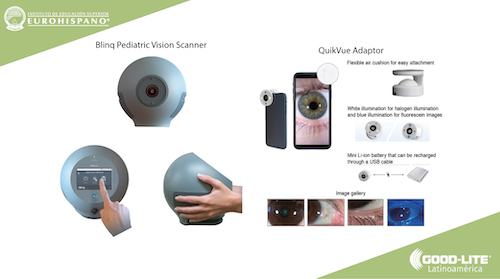 INSTITUTO DE EDUCACIÓN SUPERIOR
EUROHISPANO
Blinq Pediatric Vision Scanner
QuikVue Adaptor
Flexible air cushion for easy attachment
White illumination for halogen illumination
and blue illumination for fluorescein images
Mini Li-ion battery that can be recharged
through a USB cable
Image gallery
GOOD-LITE®
Latinoamérica